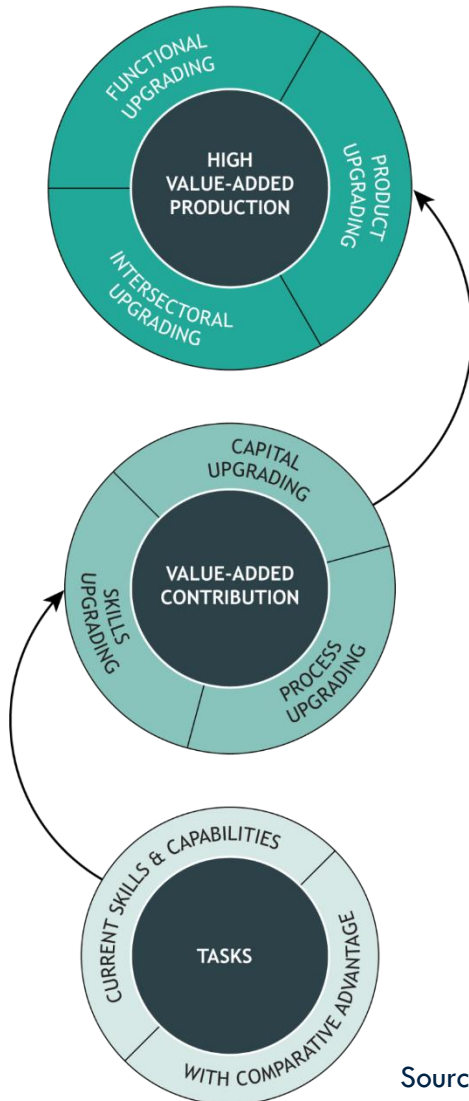 FUNCTIONAL
UPGRADING
PRODUCT
UPGRADING
INTERSECTORAL
UPGRADING
HIGH
VALUE-ADDED
PRODUCTION
CAPITAL
UPGRADING
SKILLS
UPGRADING
PROCESS
UPGRADING
VALUE-ADDED
CONTRIBUTION
CURRENT SKILLS & CAPABILITIES
WITH COMPARATIVE ADVANTAGE
TASKS
Sourc